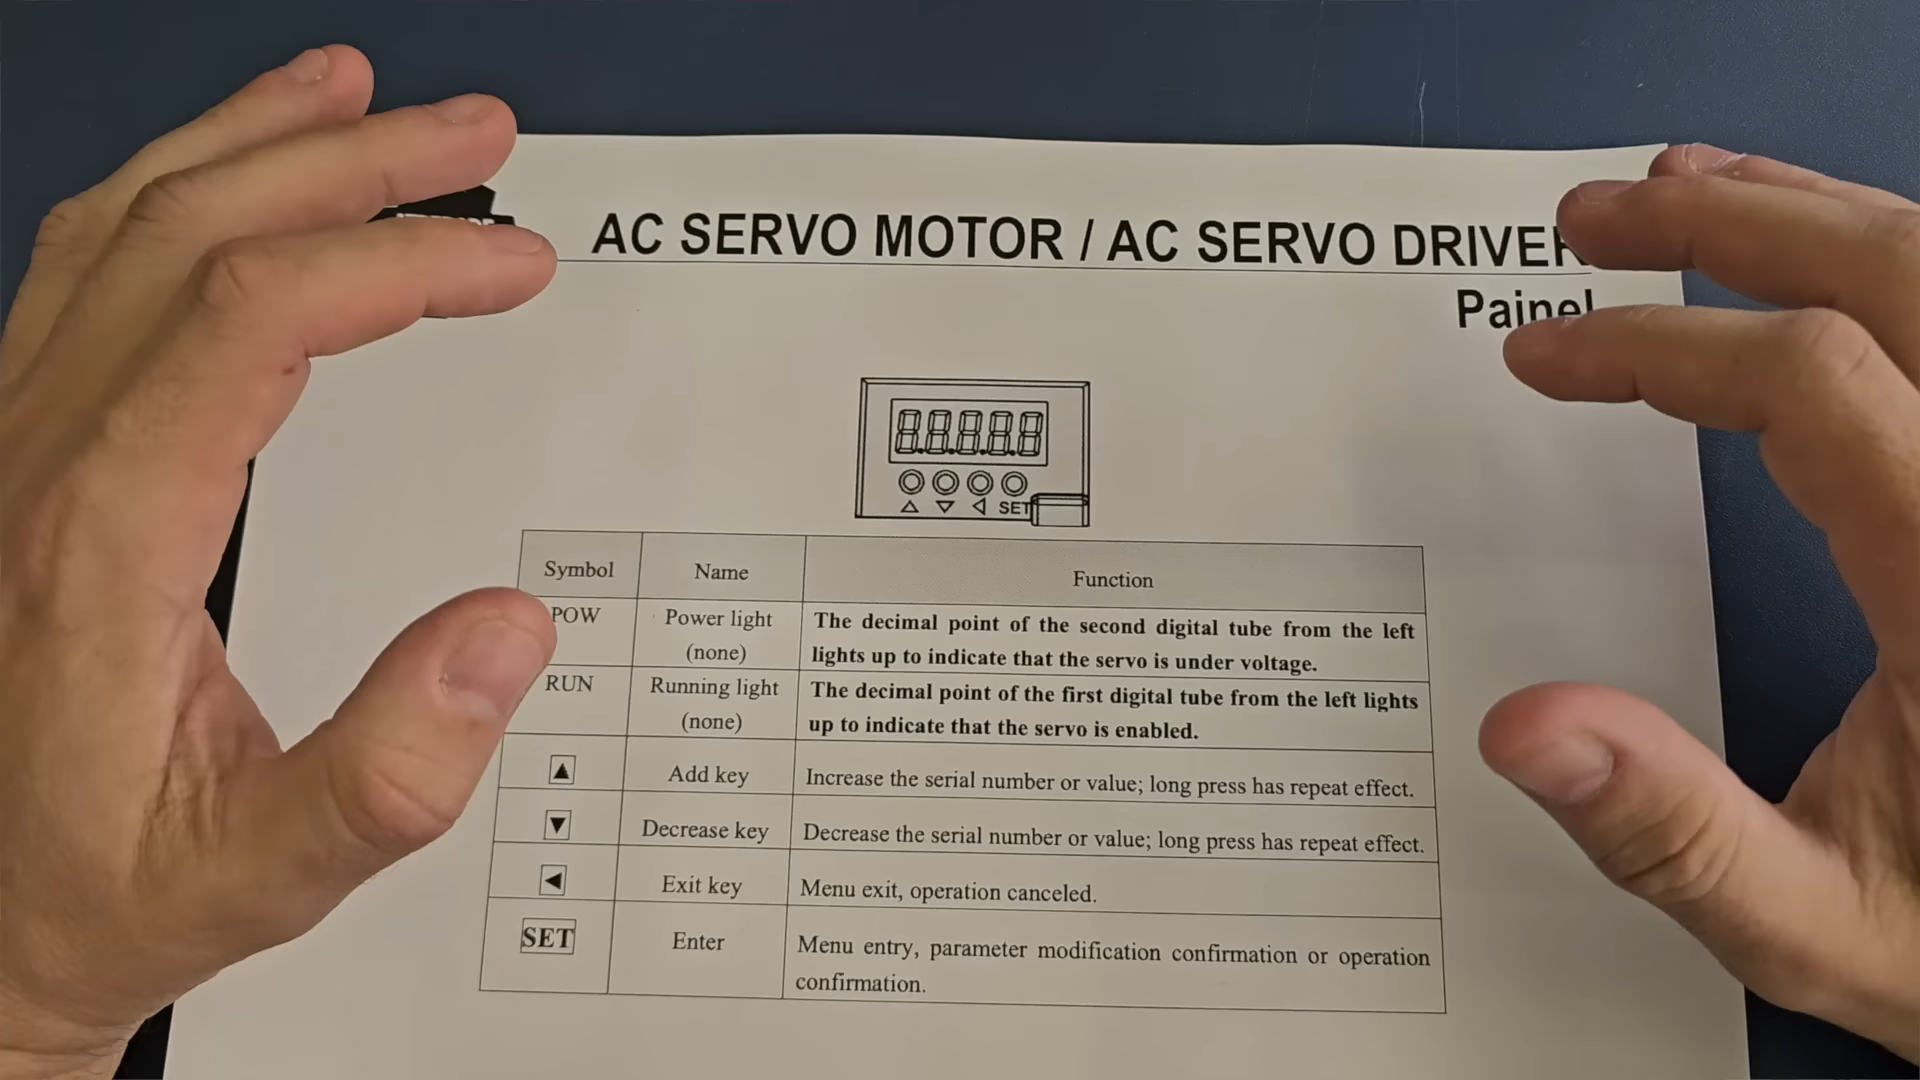 AC SERVO MOTOR / AC SERVO DRIVER
Painel
88888
SET
Symbol Name Function
POW Power light (none) The decimal point of the second digital tube from the left
lights up to indicate that the servo is under voltage.
RUN Running light (none) The decimal point of the first digital tube from the left lights
up to indicate that the servo is enabled.
▲ Add key Increase the serial number or value; long press has repeat effect.
▼ Decrease key Decrease the serial number or value; long press has repeat effect.
◀ Exit key Menu exit, operation canceled.
SET Enter Menu entry, parameter modification confirmation or operation
confirmation.